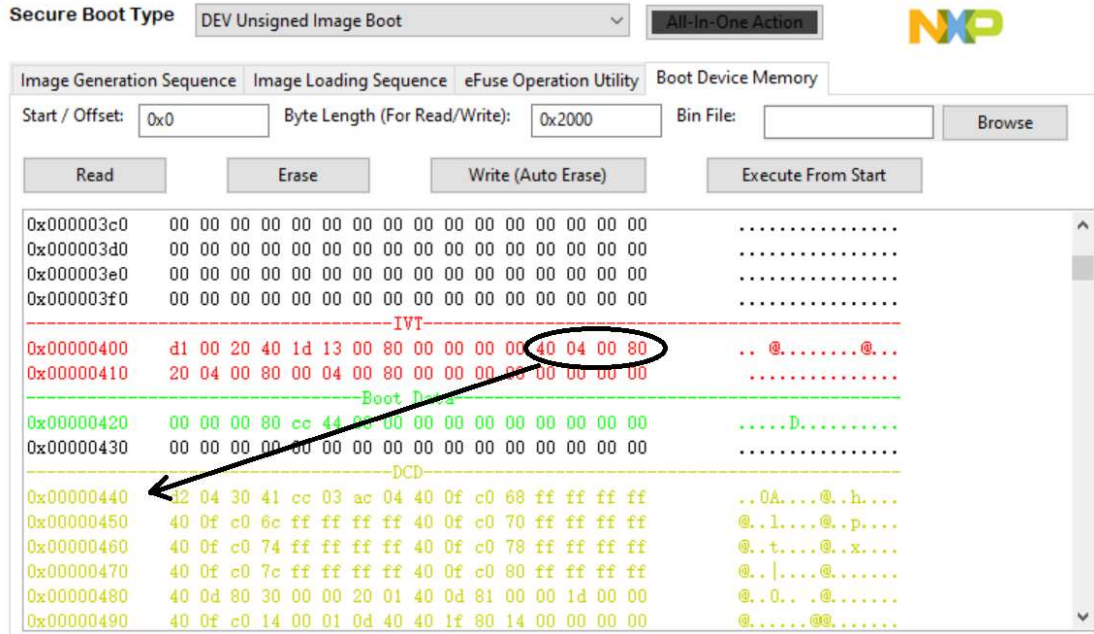 Secure Boot Type DEV Unsigned Image Boot All-In-One Action NXP
Image Generation Sequence Image Loading Sequence eFuse Operation Utility Boot Device Memory
Start / Offset: 0x0 Byte Length (For Read/Write): 0x2000 Bin File: Browse
Read Erase Write (Auto Erase) Execute From Start
0x000003c0 00 00 00 00 00 00 00 00 00 00 00 00 00 00 00 00 ................
0x000003d0 00 00 00 00 00 00 00 00 00 00 00 00 00 00 00 00 ................
0x000003e0 00 00 00 00 00 00 00 00 00 00 00 00 00 00 00 00 ................
0x000003f0 00 00 00 00 00 00 00 00 00 00 00 00 00 00 00 00 ................
------------------------------------IVT------------------------------------
0x00000400 d1 00 20 40 1d 13 00 80 00 00 00 00 40 04 00 80 .. @........@...
0x00000410 20 04 00 80 00 04 00 80 00 00 00 00 00 00 00 00 ...............
---------------------------------Boot Data---------------------------------
0x00000420 00 00 00 80 cc 44 00 00 00 00 00 00 00 00 00 00 .....D..........
0x00000430 00 00 00 00 00 00 00 00 00 00 00 00 00 00 00 00 ................
------------------------------------DCD------------------------------------
0x00000440 d2 04 30 41 cc 03 ac 04 40 0f c0 68 ff ff ff ff ..0A....@..h....
0x00000450 40 0f c0 6c ff ff ff ff 40 0f c0 70 ff ff ff ff @..l....@..p....
0x00000460 40 0f c0 74 ff ff ff ff 40 0f c0 78 ff ff ff ff @..t....@..x....
0x00000470 40 0f c0 7c ff ff ff ff 40 0f c0 80 ff ff ff ff @..|....@.......
0x00000480 40 0d 80 30 00 00 20 01 40 0d 81 00 00 1d 00 00 @..0.. .@.......
0x00000490 40 0f c0 14 00 01 0d 40 40 1f 80 14 00 00 00 00 @......@@.......